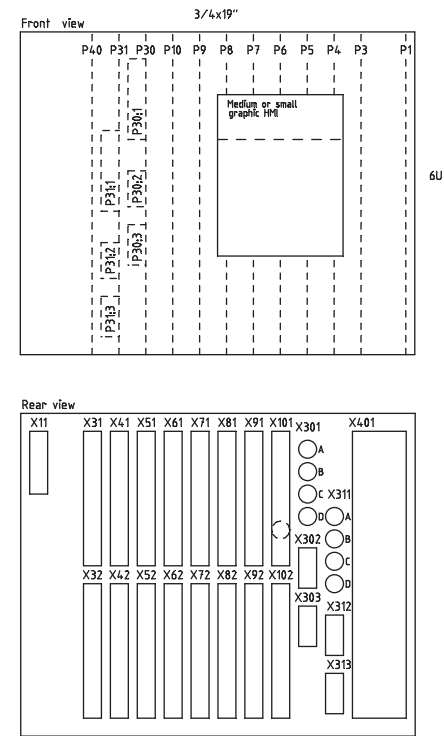 3/4x19"
Front view
P40 P31 P30 P10 P9 P8 P7 P6 P5 P4 P3 P1
Medium or small
graphic HMI
P30:1
6U
P31:1
P30:2
P30:3
P31:2
P31:3
Rear view
X11 X31 X41 X51 X61 X71 X81 X91 X101 X301 X401
A
B
C X311
D A
X302 B
C
X32 X42 X52 X62 X72 X82 X92 X102 D
X303 X312
X313